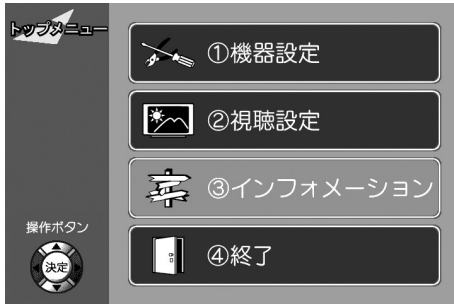 トップメニュー
①機器設定
②視聴設定
③インフォメーション
④終了
操作ボタン
決定